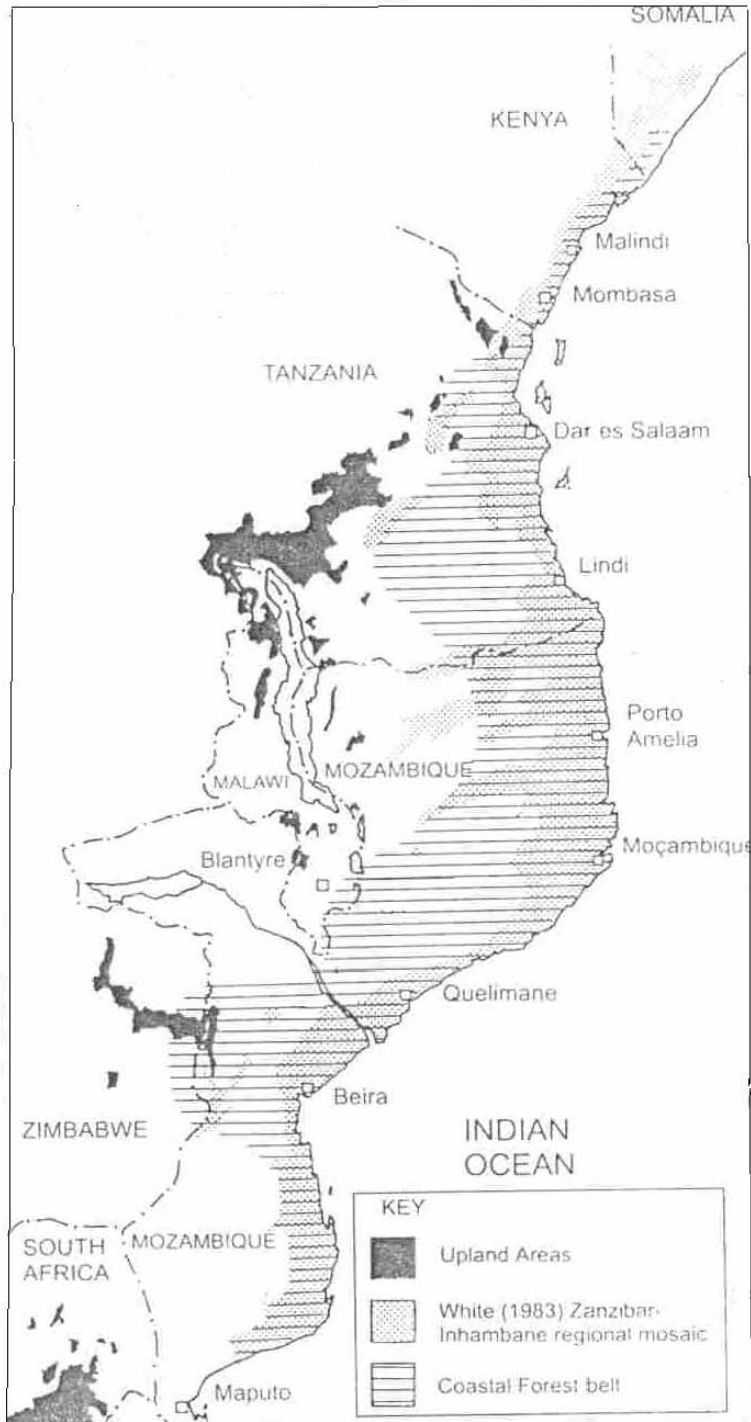 SOMALIA
KENYA
Malindi
Mombasa
TANZANIA
Dar es Salaam
Lindi
Porto
Amelia
MOZAMBIQUE
MALAWI
Blantyre
Moçambique
Quelimane
Beira
ZIMBABWE
INDIAN
OCEAN
MOZAMBIQUE
SOUTH
AFRICA
Maputo
KEY
Upland Areas
White (1983) Zanzibar-
Inhambane regional mosaic
Coastal Forest belt